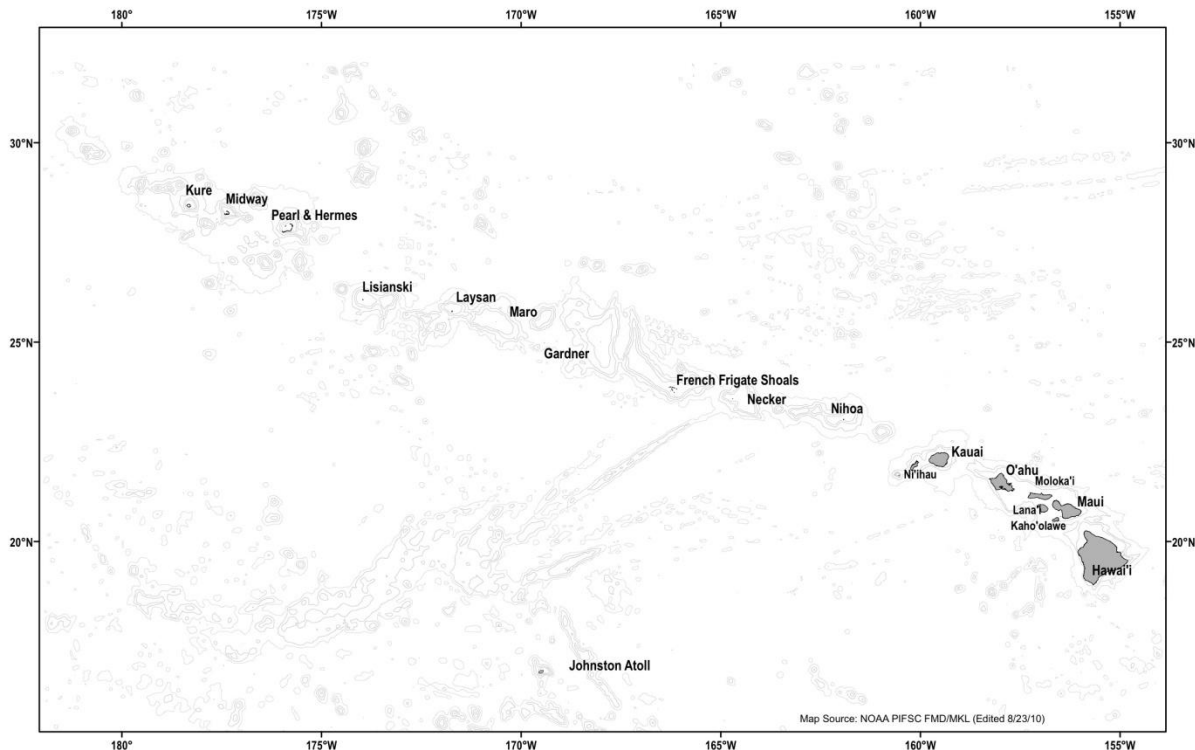 180°
175°W
170°W
165°W
160°W
155°W
30°N
30°N
Kure
Midway
Pearl & Hermes
Lisianski
Laysan
Maro
25°N
25°N
Gardner
French Frigate Shoals
Necker
Nihoa
Kauai
Ni'ihau
O'ahu
Moloka'i
Maui
Lana'i
Kaho'olawe
20°N
20°N
Hawai'i
Johnston Atoll
Map Source: NOAA PIFSC FMD/MKL (Edited 8/23/10)
180°
175°W
170°W
165°W
160°W
155°W